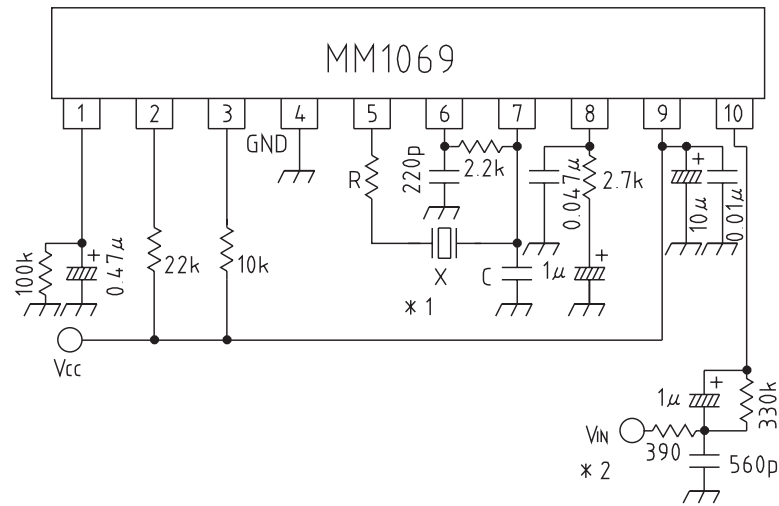 MM1069
1 2 3 4 5 6 7 8 9 10
GND
R
220p
2.2k
0.047µ
2.7k
10µ
0.01µ
100k
+
0.47µ
22k
10k
X
C
1µ
+
+
* 1
Vcc
1µ
+
330k
VIN
390
560p
* 2